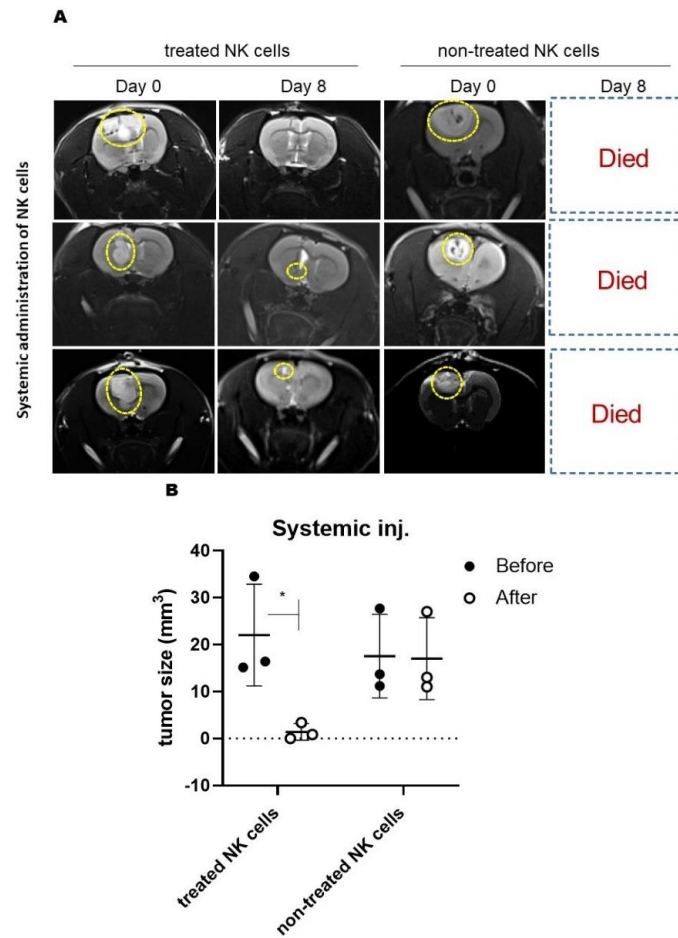 A
treated NK cells
non-treated NK cells
Day 0
Day 8
Day 0
Day 8
Systemic administration of NK cells
Died
Died
Died
B
Systemic inj.
40
30
20
10
0
-10
tumor size (mm³)
*
Before
After
treated NK cells
non-treated NK cells